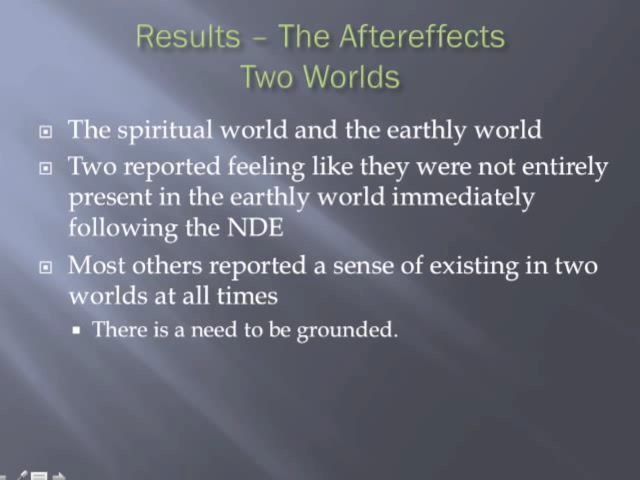 Results – The Aftereffects
Two Worlds
The spiritual world and the earthly world
Two reported feeling like they were not entirely
present in the earthly world immediately
following the NDE
Most others reported a sense of existing in two
worlds at all times
There is a need to be grounded.